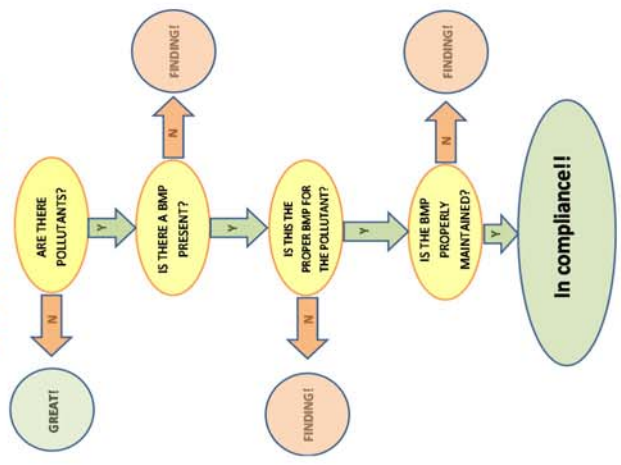 ARE THERE
POLLUTANTS?
N
GREAT!
Y
IS THERE A BMP
PRESENT?
N
FINDING!
Y
IS THIS THE
PROPER BMP FOR
THE POLLUTANT?
N
FINDING!
Y
IS THE BMP
PROPERLY
MAINTAINED?
N
FINDING!
Y
In compliance!!